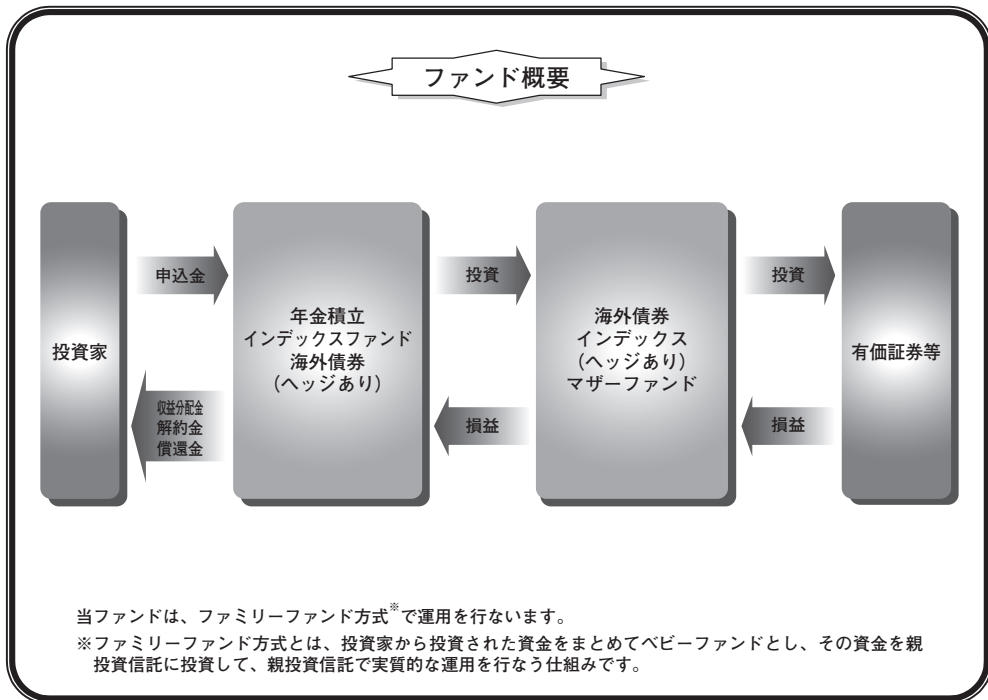 ファンド概要
投資家
申込金
収益分配金
解約金
償還金
年金積立
インデックスファンド
海外債券
(ヘッジあり)
投資
損益
海外債券
インデックス
(ヘッジあり)
マザーファンド
投資
損益
有価証券等
当ファンドは、ファミリーファンド方式※で運用を行ないます。
※ファミリーファンド方式とは、投資家から投資された資金をまとめてベビーファンドとし、その資金を親
投資信託に投資して、親投資信託で実質的な運用を行なう仕組みです。